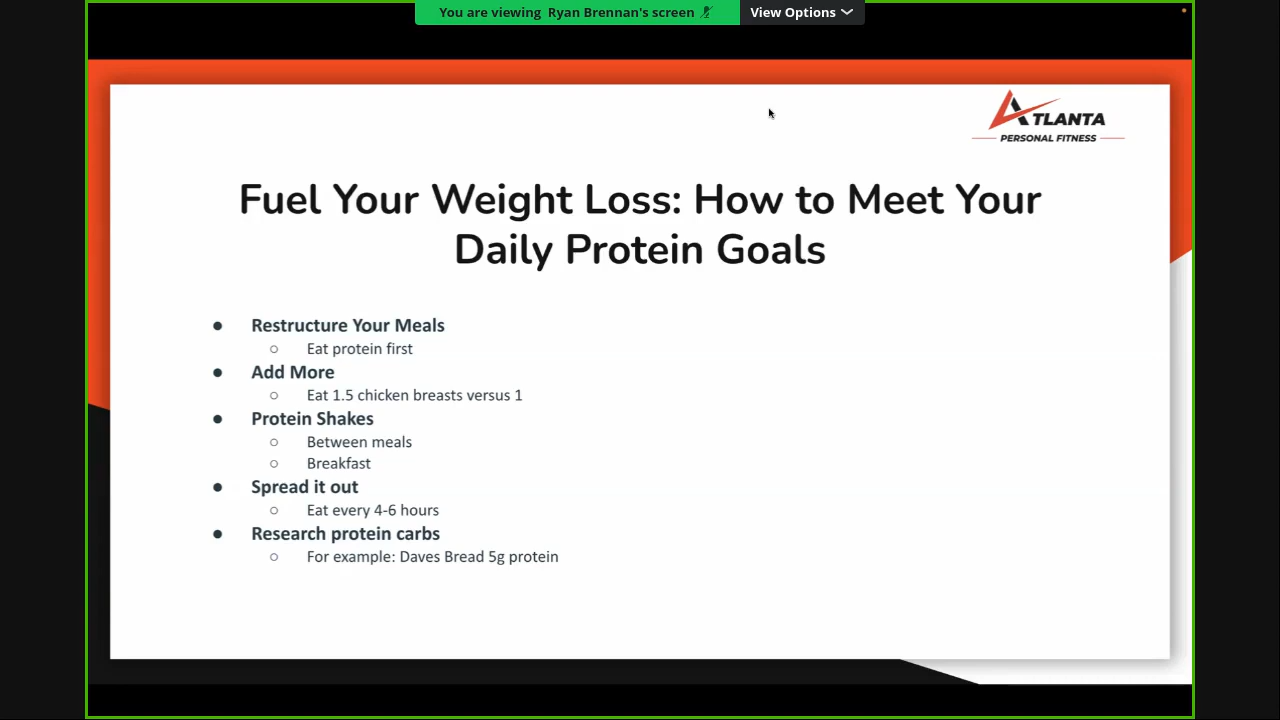 You are viewing Ryan Brennan's screen
View Options
ATLANTA
PERSONAL FITNESS
Fuel Your Weight Loss: How to Meet Your
Daily Protein Goals
● Restructure Your Meals
○ Eat protein first
● Add More
○ Eat 1.5 chicken breasts versus 1
● Protein Shakes
○ Between meals
○ Breakfast
● Spread it out
○ Eat every 4-6 hours
● Research protein carbs
○ For example: Daves Bread 5g protein